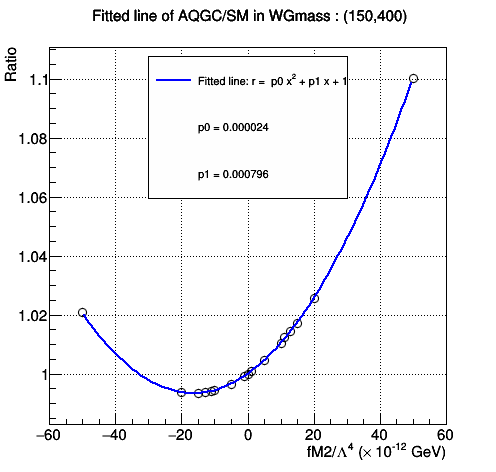 Fitted line of AQGC/SM in WGmass : (150,400)
Ratio
Fitted line: r = p0 x² + p1 x + 1
p0 = 0.000024
p1 = 0.000796
1.1
1.08
1.06
1.04
1.02
1
−60 −40 −20 0 20 40 60
fM2/Λ⁴ (× 10⁻¹² GeV)